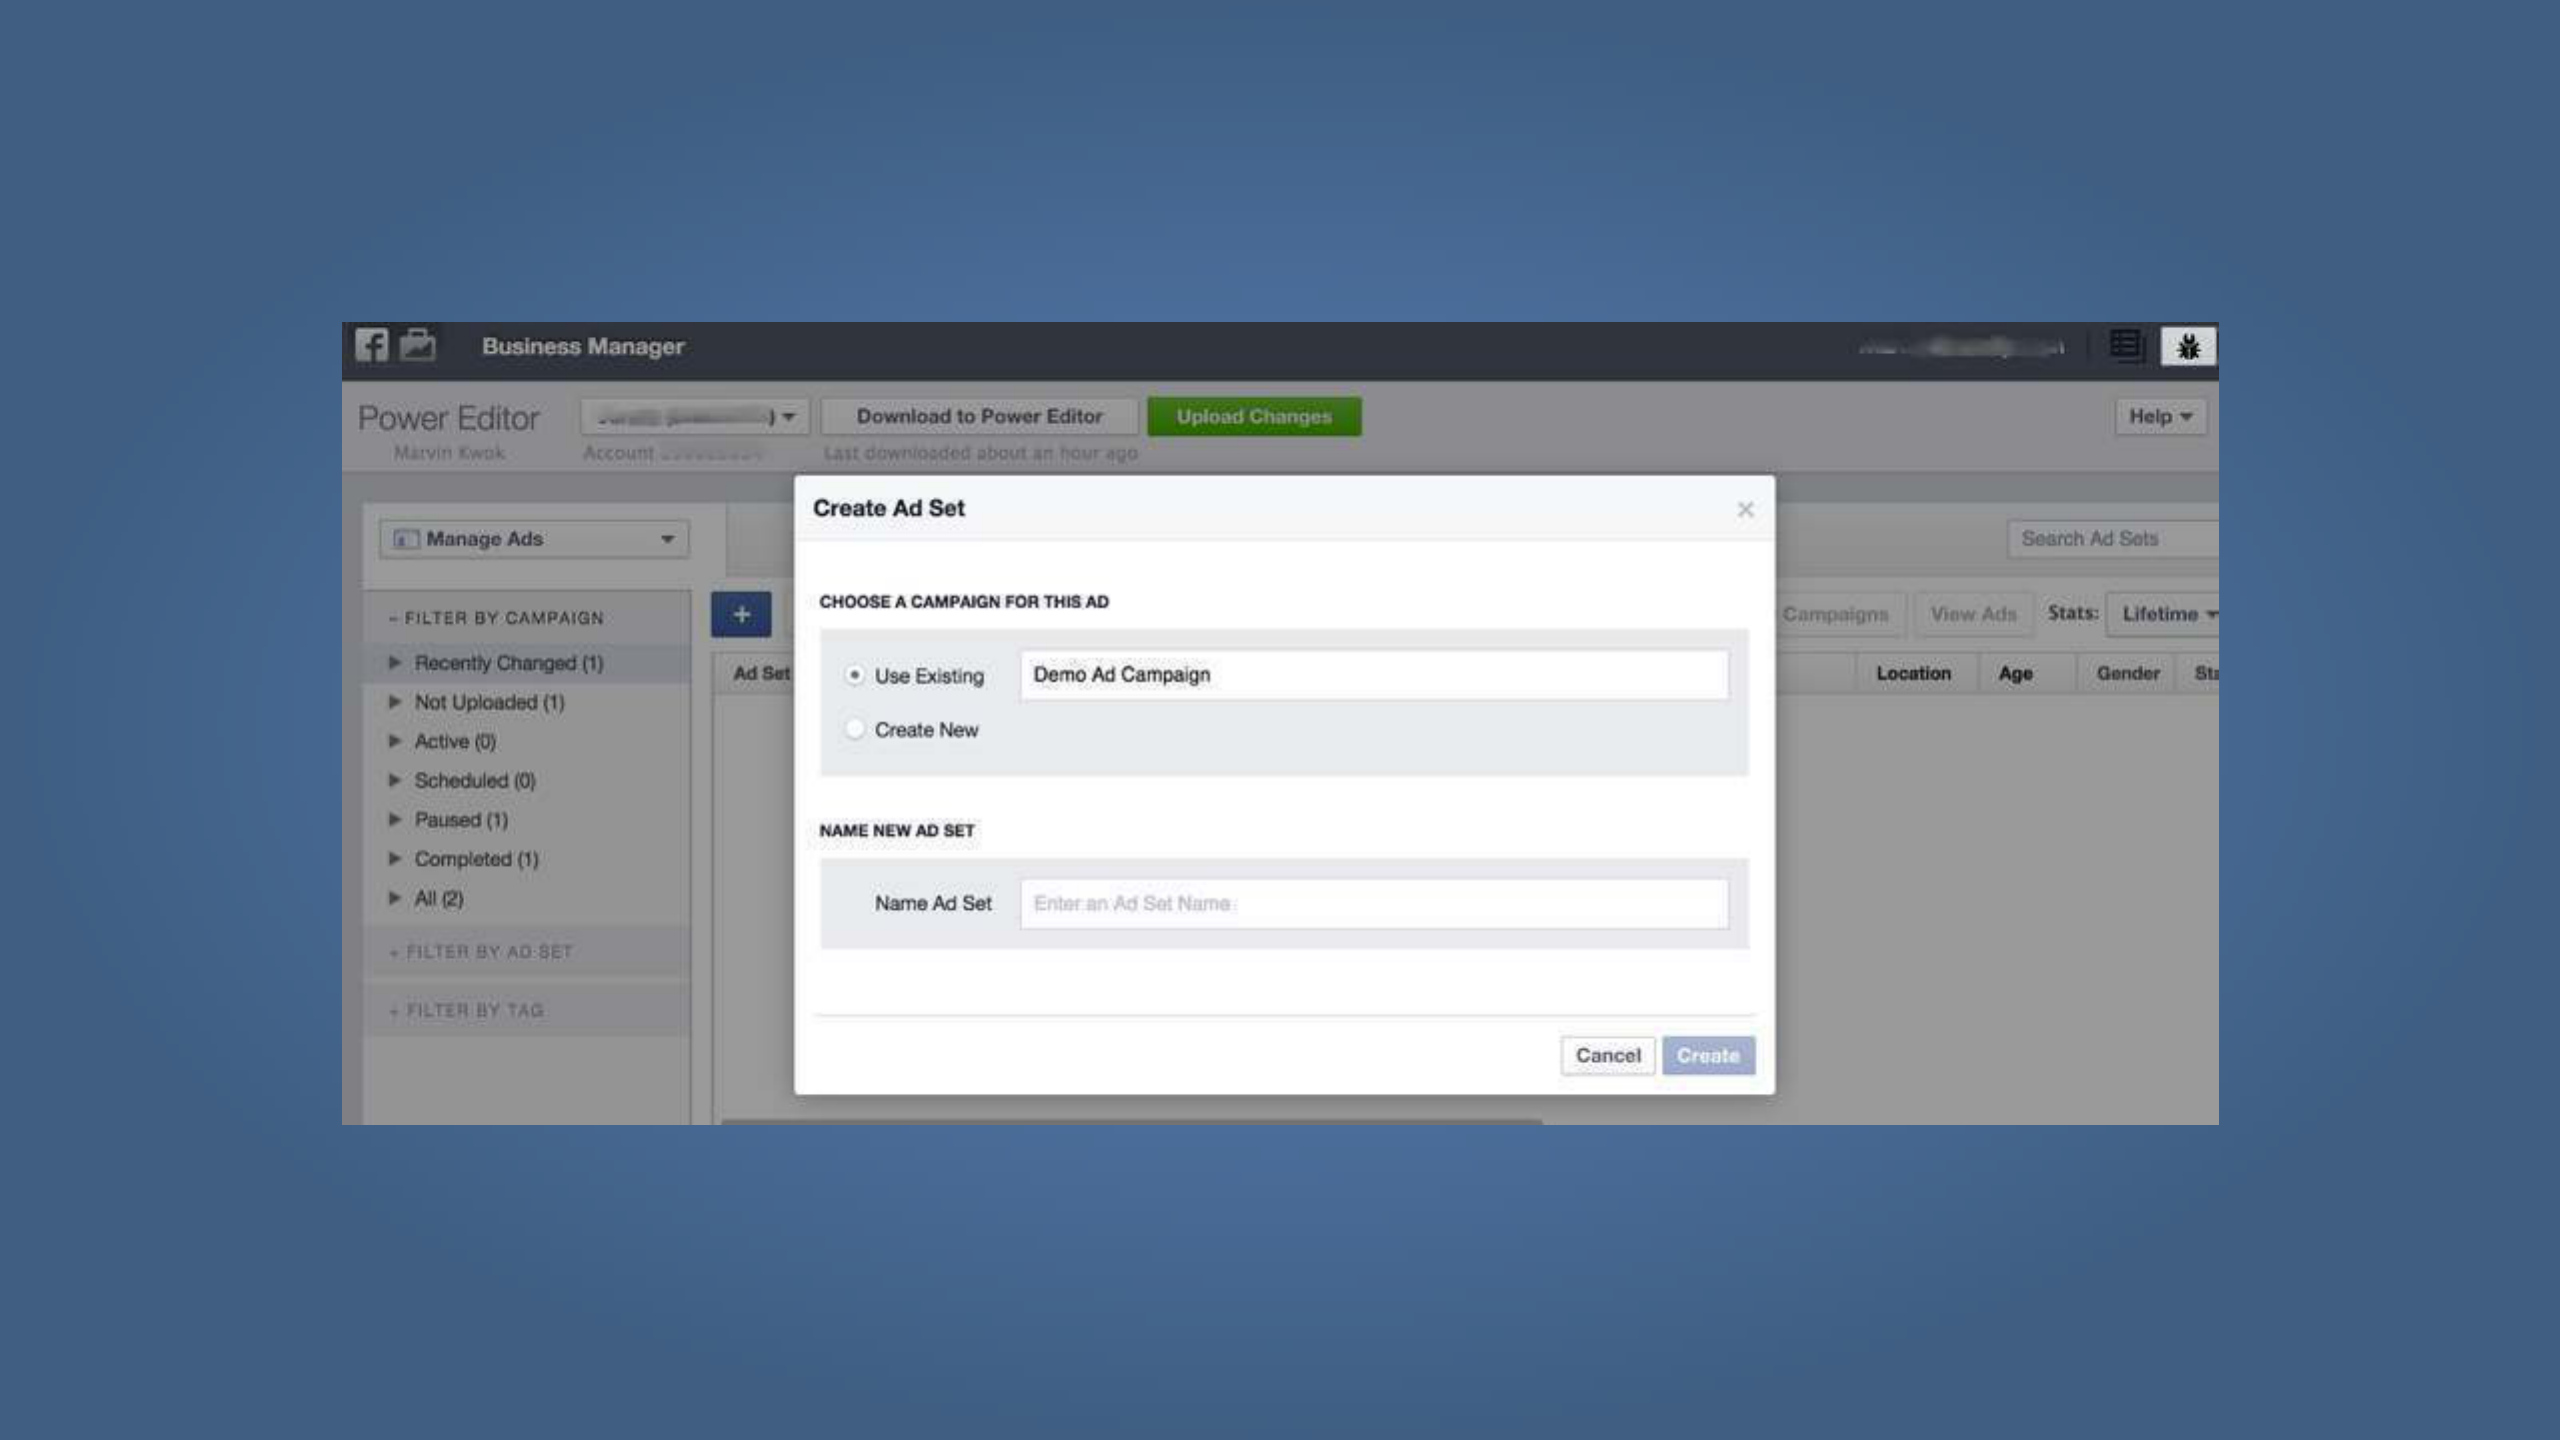 Business Manager
Power Editor
Download to Power Editor
Upload Changes
Help
Marvin Kwok
Account
Last downloaded about an hour ago
Create Ad Set
Manage Ads
Search Ad Sets
CHOOSE A CAMPAIGN FOR THIS AD
- FILTER BY CAMPAIGN
+
Campaigns
View Ads
Stats:
Lifetime
Recently Changed (1)
Ad Set
Use Existing
Demo Ad Campaign
Location
Age
Gender
Not Uploaded (1)
Create New
Active (0)
Scheduled (0)
Paused (1)
NAME NEW AD SET
Completed (1)
All (2)
Name Ad Set
Enter an Ad Set Name
+ FILTER BY AD SET
+ FILTER BY TAG
Cancel
Create